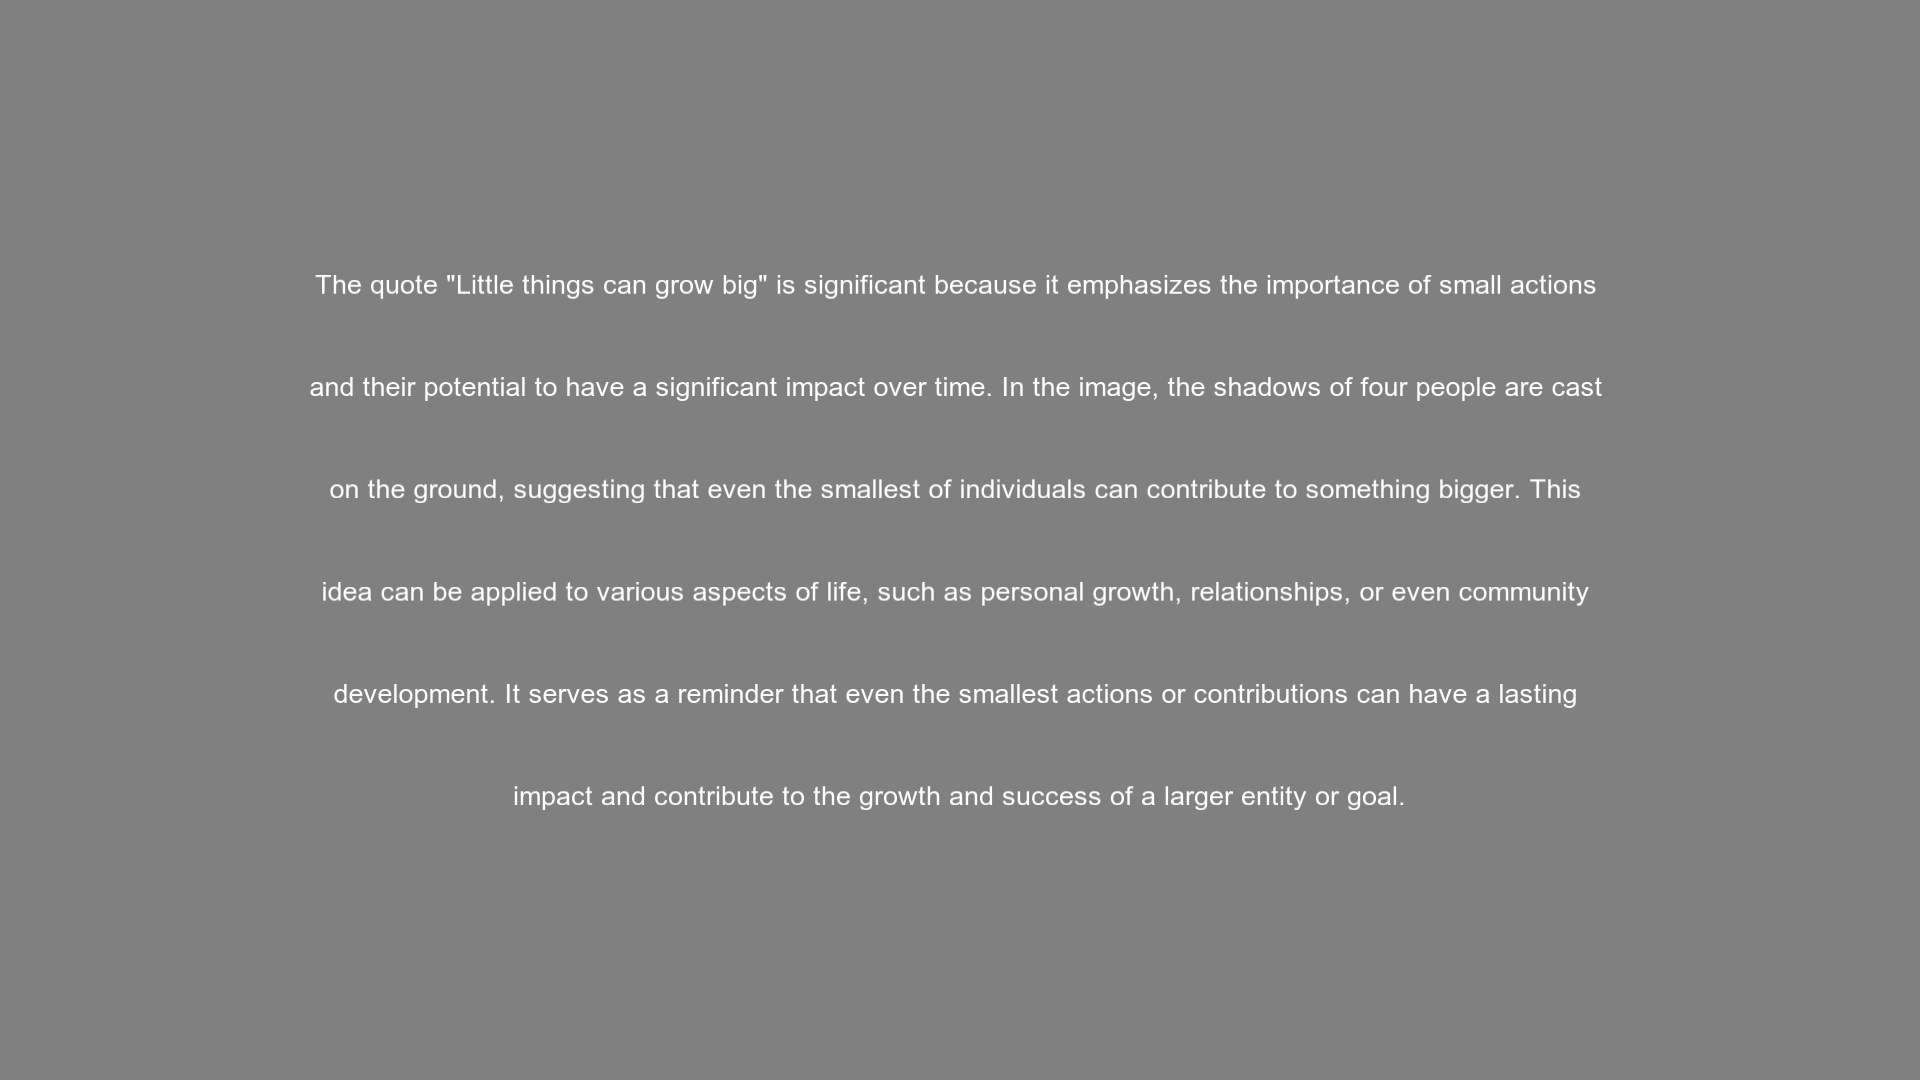 The quote "Little things can grow big" is significant because it emphasizes the importance of small actions
and their potential to have a significant impact over time. In the image, the shadows of four people are cast
on the ground, suggesting that even the smallest of individuals can contribute to something bigger. This
idea can be applied to various aspects of life, such as personal growth, relationships, or even community
development. It serves as a reminder that even the smallest actions or contributions can have a lasting
impact and contribute to the growth and success of a larger entity or goal.